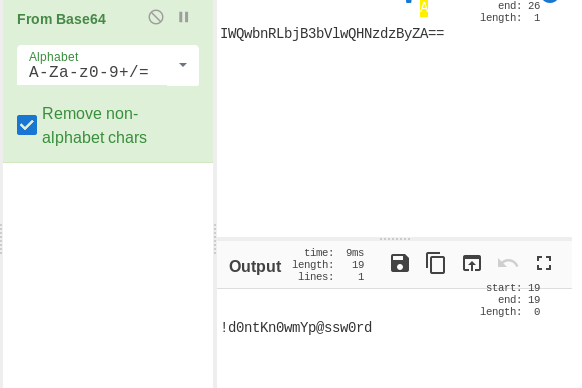 From Base64
Alphabet
A-Za-z0-9+/=
Remove non-
alphabet chars
A
end: 26
length: 1
IWQwbnRLbjB3bVlwQHNzdzByZA==
Output
time: 9ms
length: 19
lines: 1
start: 19
end: 19
length: 0
!d0ntKn0wmYp@ssw0rd